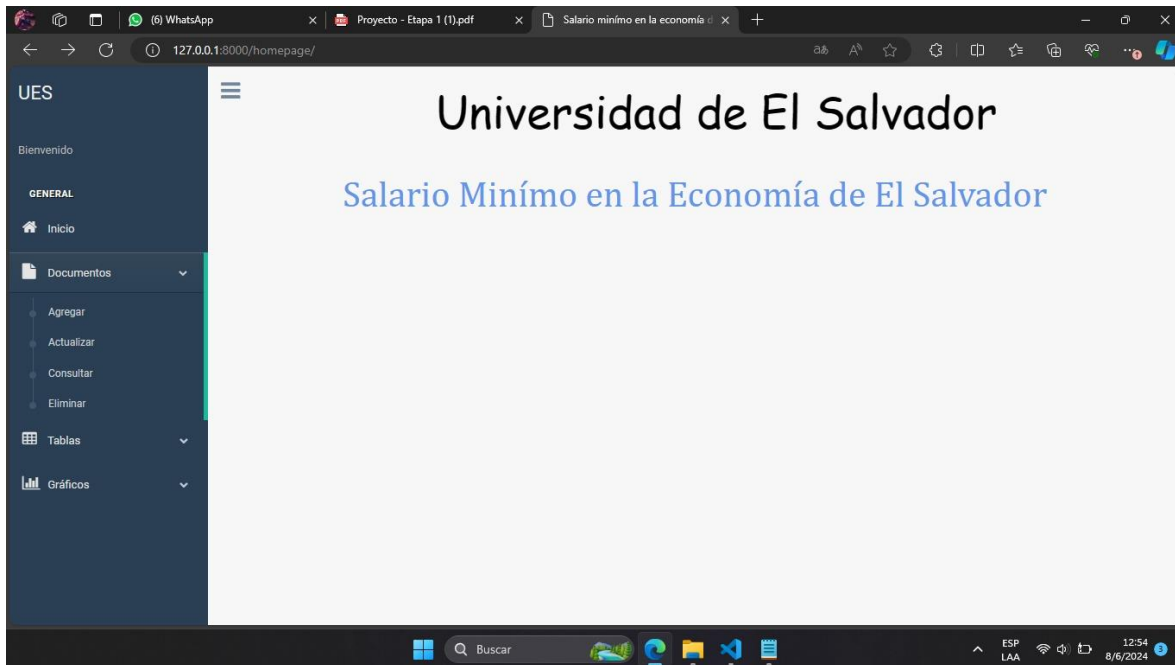 (6) WhatsApp
Proyecto - Etapa 1 (1).pdf
Salario minímo en la economía d
127.0.0.1:8000/homepage/
UES
Bienvenido
GENERAL
Inicio
Documentos
Agregar
Actualizar
Consultar
Eliminar
Tablas
Gráficos
Universidad de El Salvador
Salario Minímo en la Economía de El Salvador
Buscar
ESP
LAA
12:54
8/6/2024
3